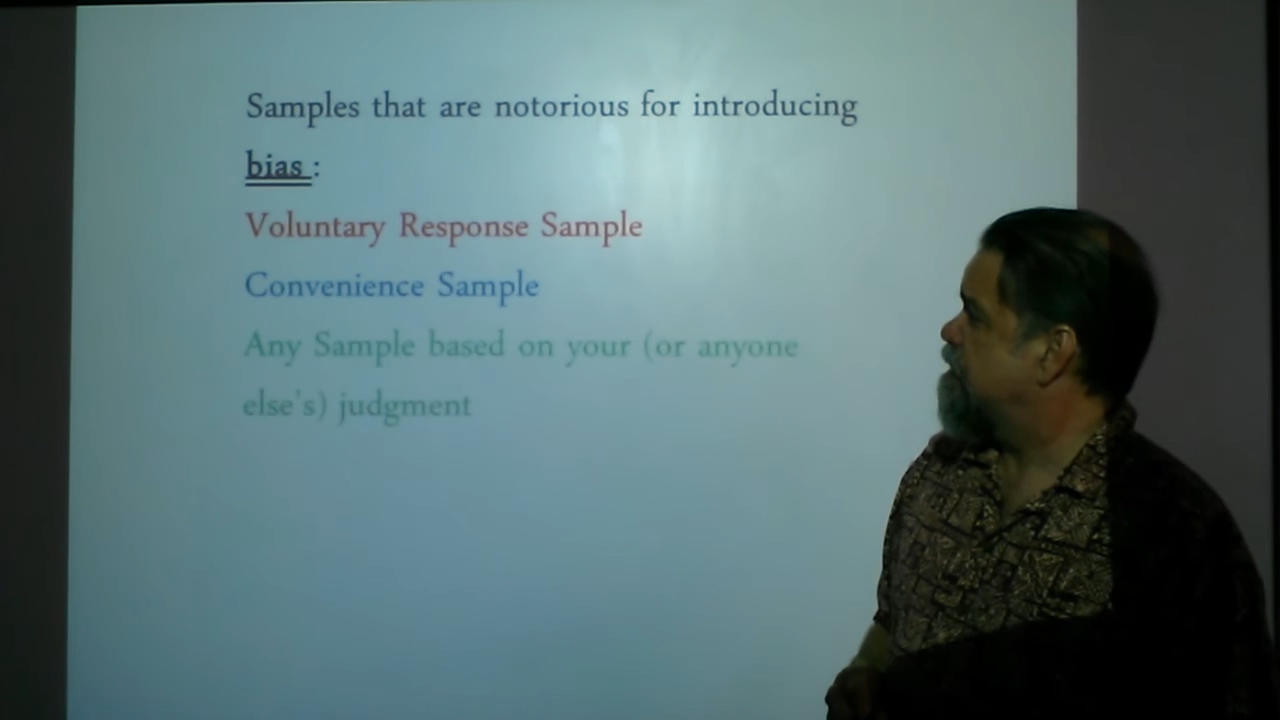 Samples that are notorious for introducing
bias :
Voluntary Response Sample
Convenience Sample
Any Sample based on your (or anyone
else's) judgment